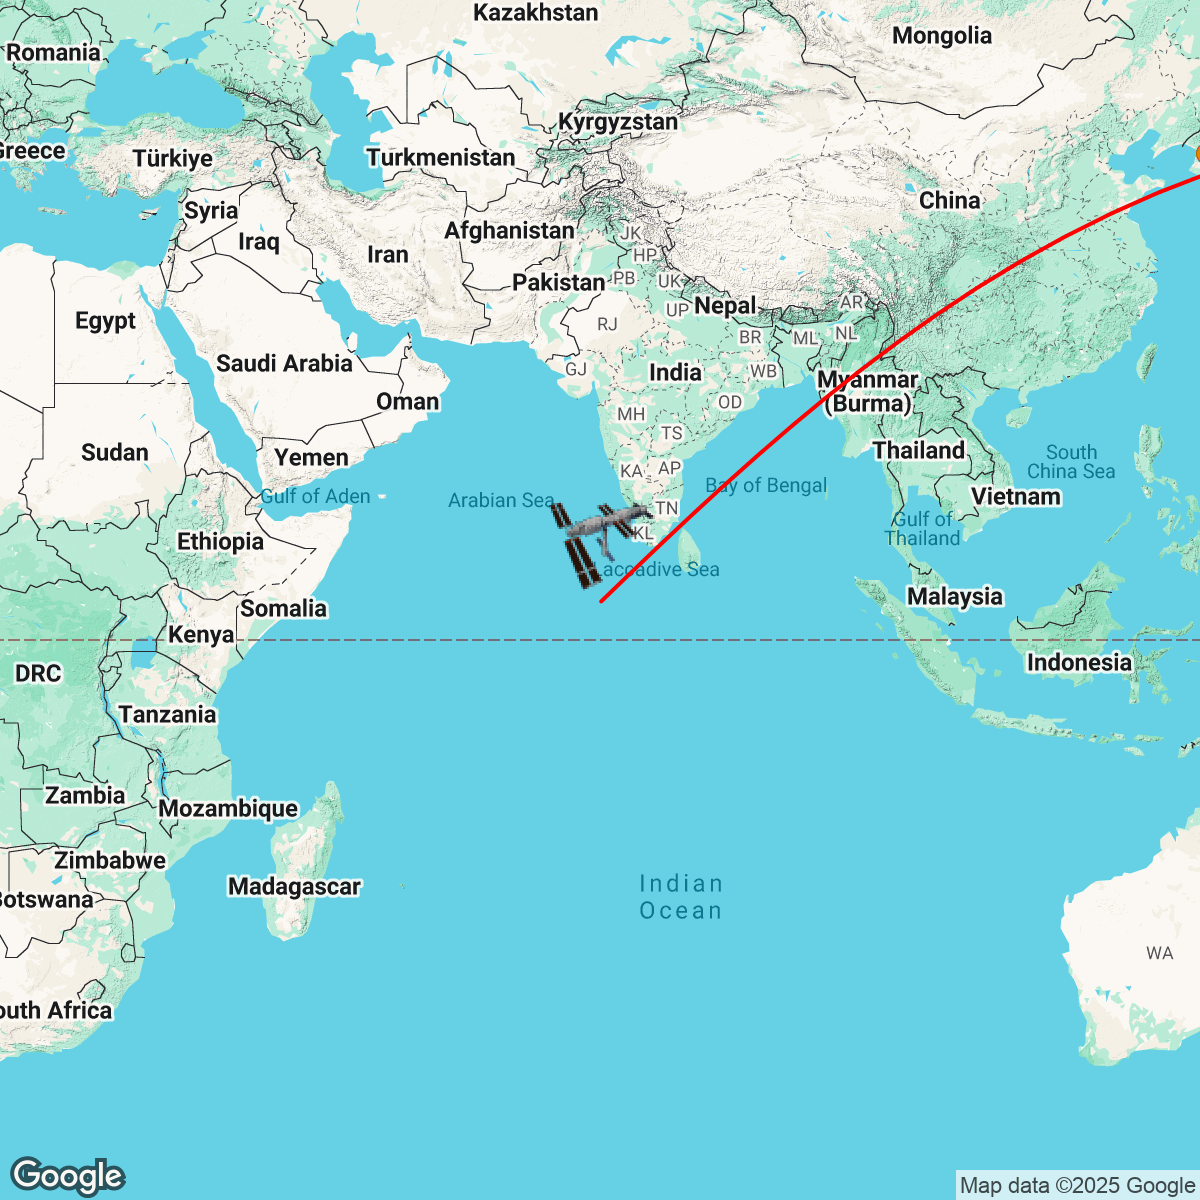 Kazakhstan
Mongolia
Romania
Kyrgyzstan
Greece
Türkiye
Turkmenistan
China
Syria
Afghanistan
JK
Iraq
Iran
HP
Pakistan
PB
UK
Nepal
AR
UP
Egypt
RJ
BR
ML
NL
Saudi Arabia
GJ
India
WB
Myanmar
(Burma)
Oman
OD
MH
TS
Sudan
Yemen
Thailand
South
China Sea
KA
AP
Gulf of Aden
Arabian Sea
Bay of Bengal
Vietnam
TN
Gulf of
Thailand
Ethiopia
KL
Laccadive Sea
Malaysia
Somalia
Kenya
Indonesia
DRC
Tanzania
Zambia
Mozambique
Zimbabwe
Madagascar
Indian
Ocean
Botswana
WA
South Africa
Google
Map data ©2025 Google